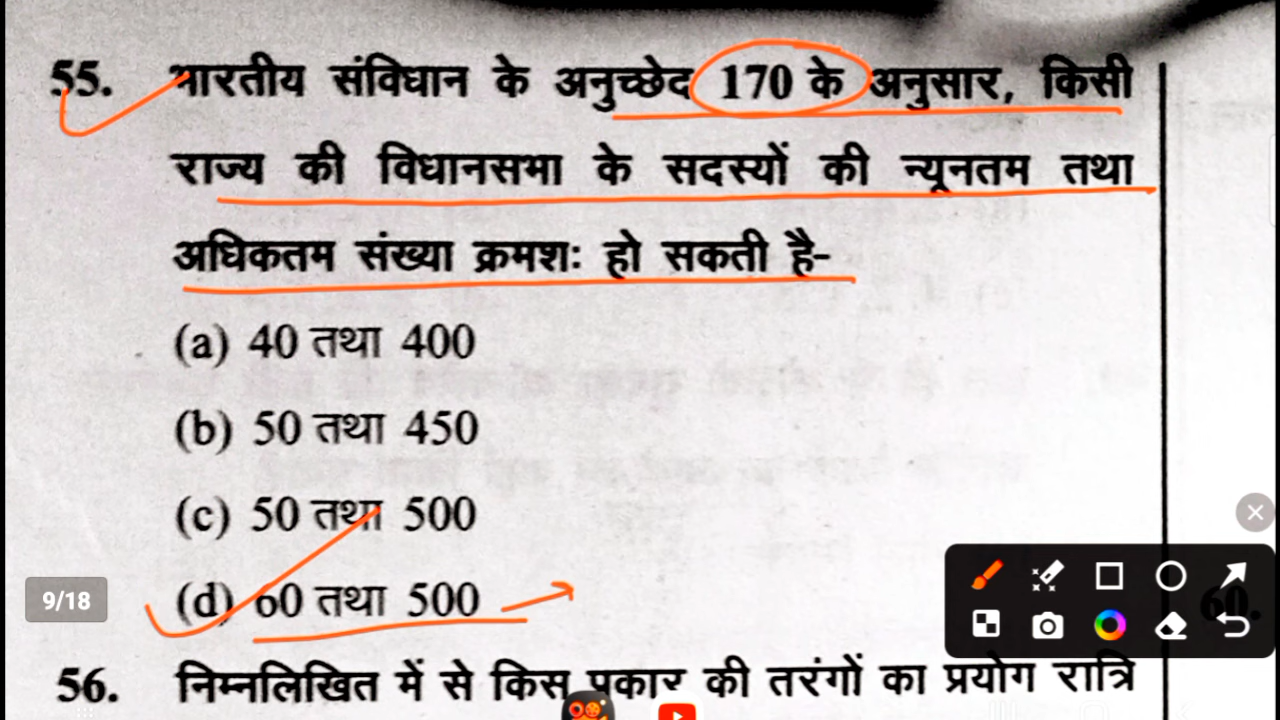 55. भारतीय संविधान के अनुच्छेद 170 के अनुसार, किसी
राज्य की विधानसभा के सदस्यों की न्यूनतम तथा
अधिकतम संख्या क्रमशः हो सकती है-
(a) 40 तथा 400
(b) 50 तथा 450
(c) 50 तथा 500
(d) 60 तथा 500
9/18
60.
56. निम्नलिखित में से किस प्रकार की तरंगों का प्रयोग रात्रि